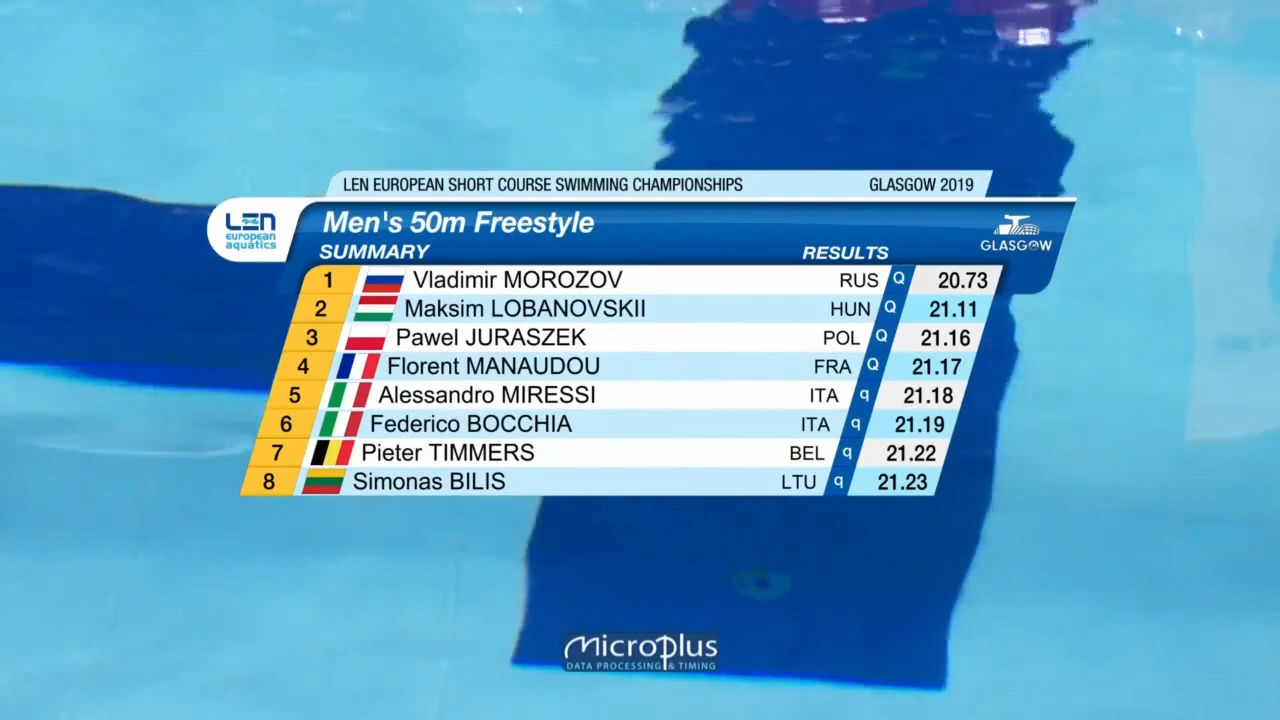 LEN EUROPEAN SHORT COURSE SWIMMING CHAMPIONSHIPS GLASGOW 2019
LEN european aquatics
Men's 50m Freestyle
GLASGOW
SUMMARY RESULTS
1 Vladimir MOROZOV RUS Q 20.73
2 Maksim LOBANOVSKII HUN Q 21.11
3 Pawel JURASZEK POL Q 21.16
4 Florent MANAUDOU FRA Q 21.17
5 Alessandro MIRESSI ITA q 21.18
6 Federico BOCCHIA ITA q 21.19
7 Pieter TIMMERS BEL q 21.22
8 Simonas BILIS LTU q 21.23
Microplus
DATA PROCESSING & TIMING